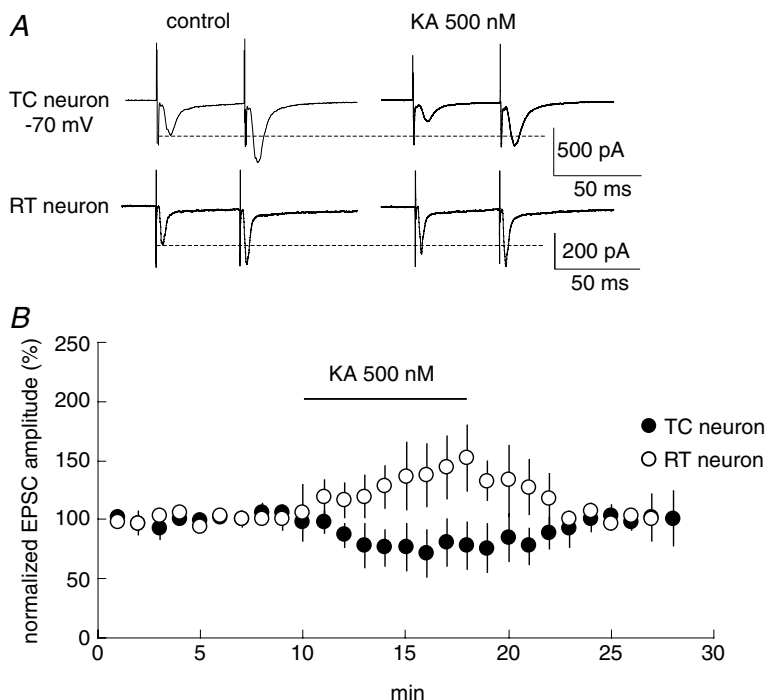 A
control
KA 500 nM
TC neuron
-70 mV
500 pA
50 ms
RT neuron
200 pA
50 ms
B
normalized EPSC amplitude (%)
250
200
150
100
50
0
KA 500 nM
TC neuron
RT neuron
0 5 10 15 20 25 30
min